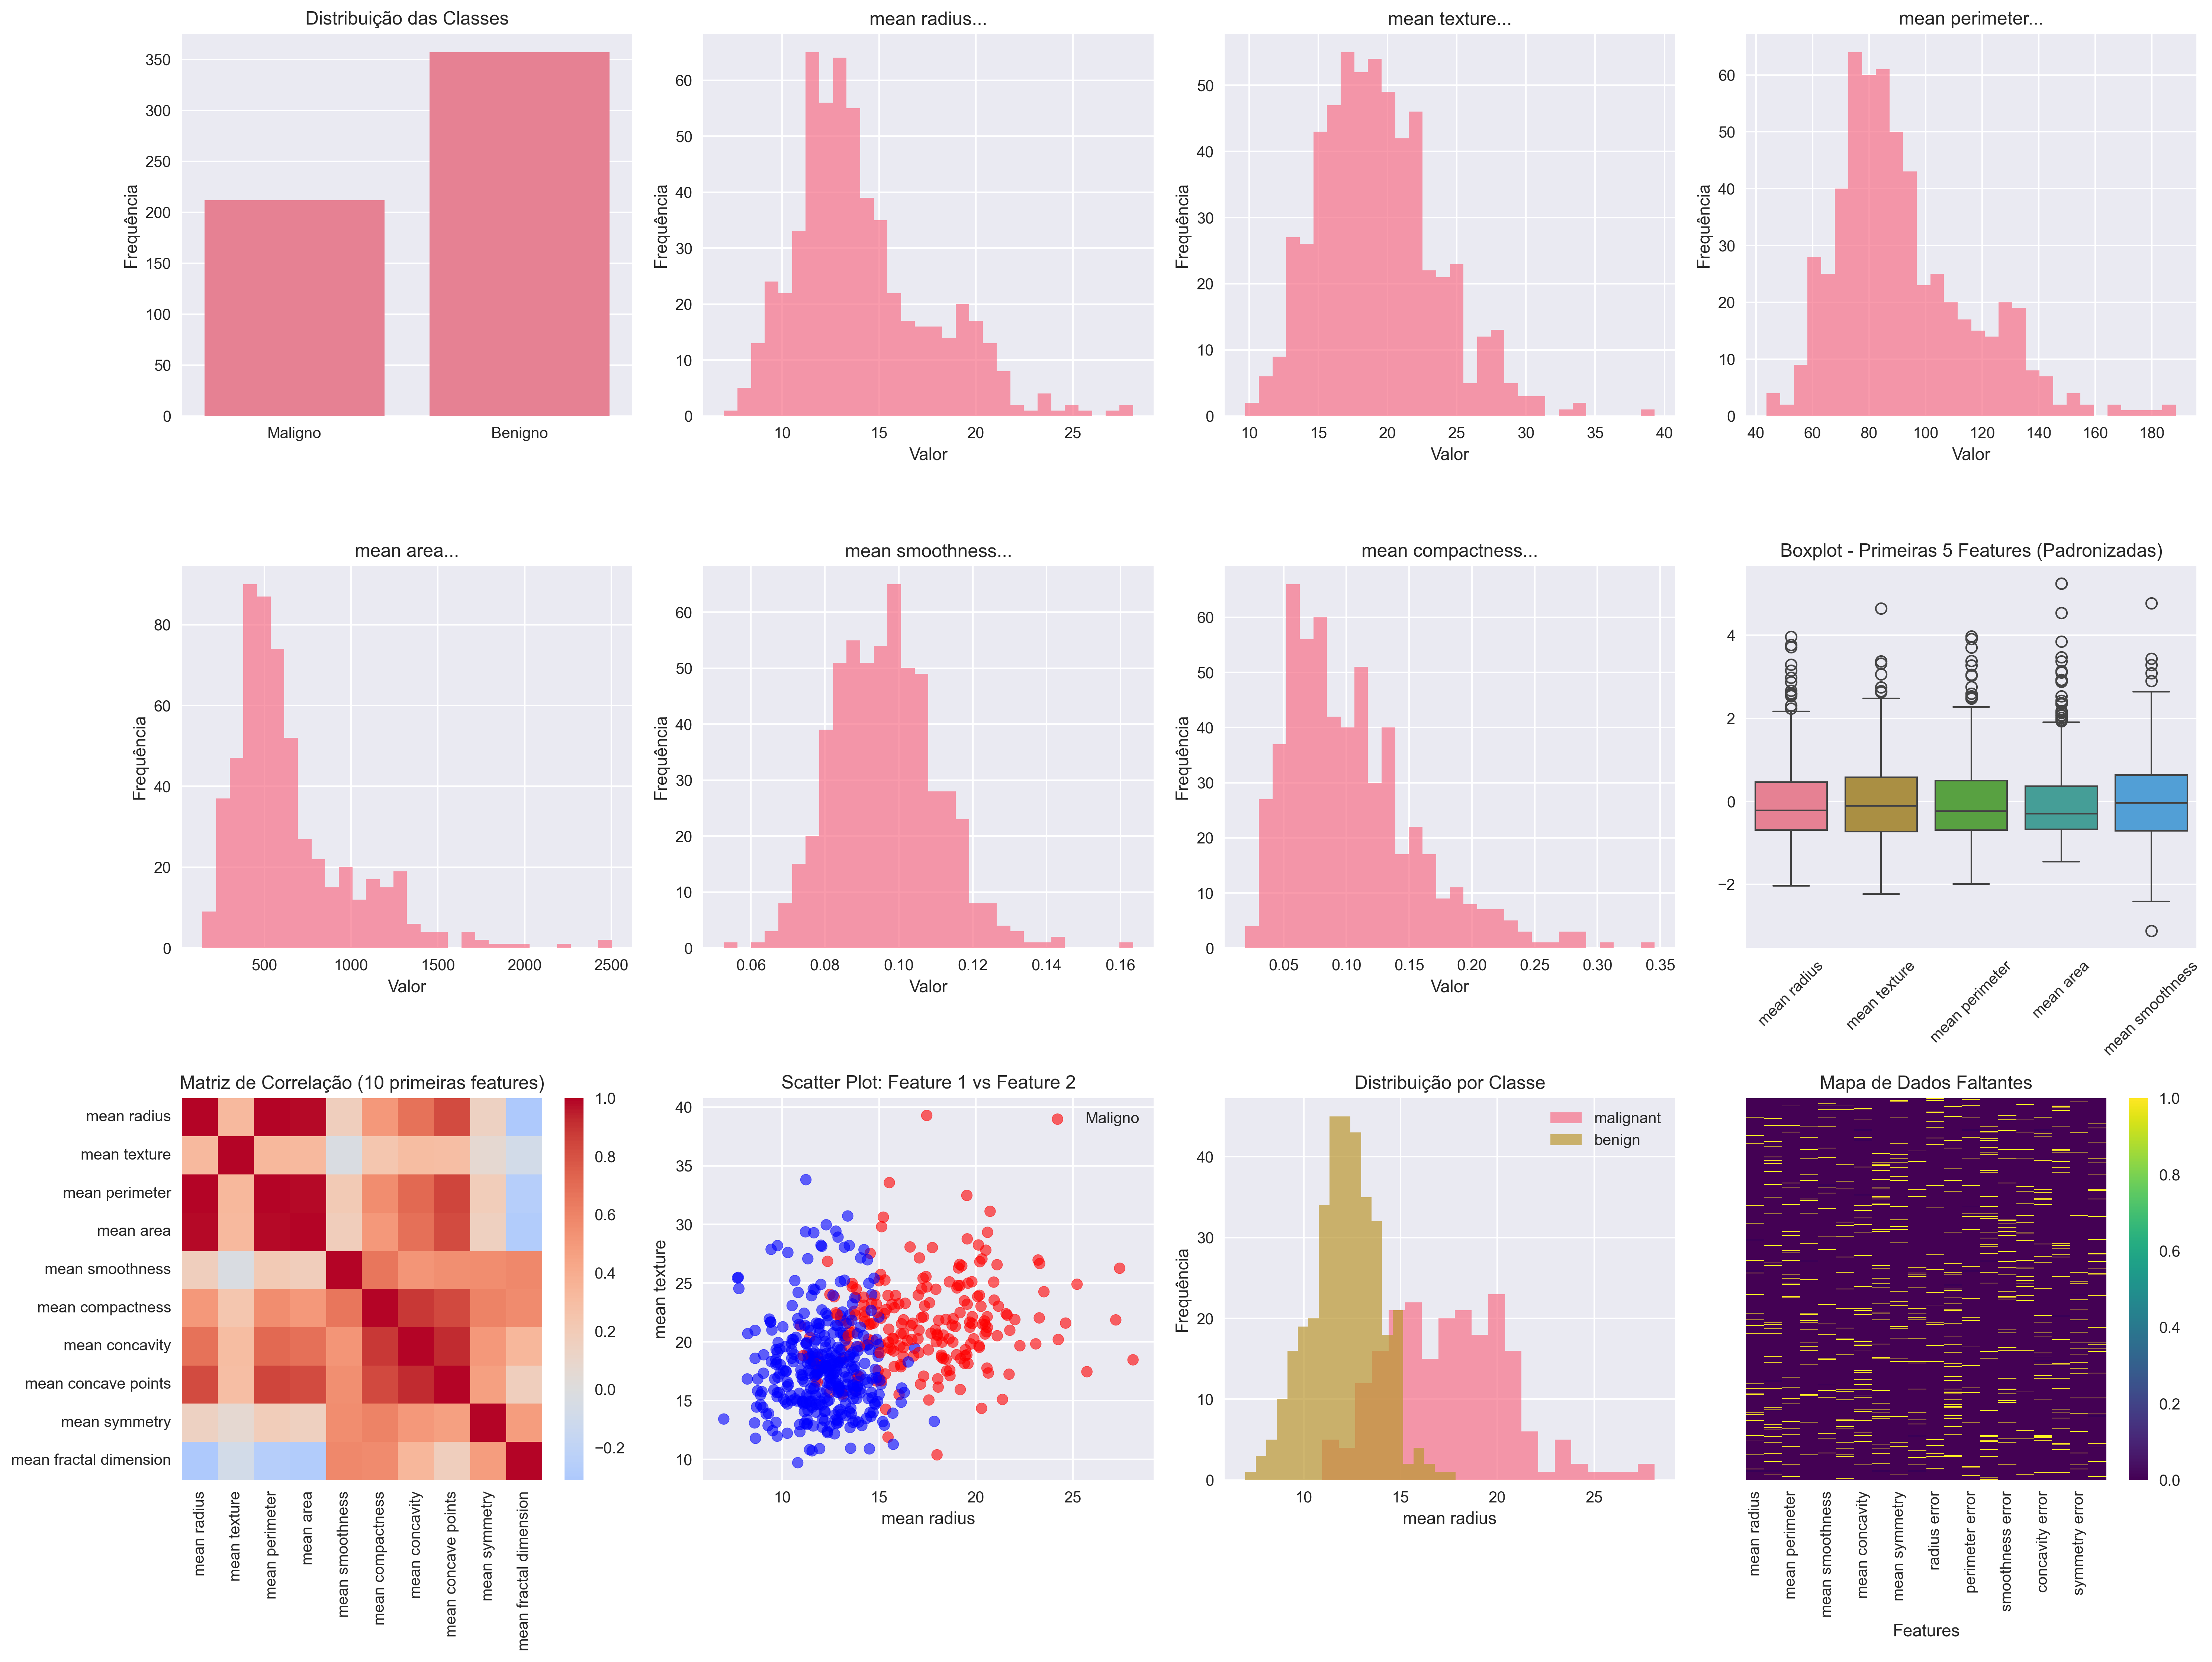 Distribuição das Classes
Frequência
350
300
250
200
150
100
50
0
Maligno
Benigno
mean radius...
Frequência
60
50
40
30
20
10
0
10
15
20
25
Valor
mean texture...
Frequência
50
40
30
20
10
0
10
15
20
25
30
35
40
Valor
mean perimeter...
Frequência
60
50
40
30
20
10
0
40
60
80
100
120
140
160
180
Valor
mean area...
Frequência
80
60
40
20
0
500
1000
1500
2000
2500
Valor
mean smoothness...
Frequência
60
50
40
30
20
10
0
0.06
0.08
0.10
0.12
0.14
0.16
Valor
mean compactness...
Frequência
60
50
40
30
20
10
0
0.05
0.10
0.15
0.20
0.25
0.30
0.35
Valor
Boxplot - Primeiras 5 Features (Padronizadas)
4
2
0
−2
mean radius
mean texture
mean perimeter
mean area
mean smoothness
Matriz de Correlação (10 primeiras features)
mean radius
mean texture
mean perimeter
mean area
mean smoothness
mean compactness
mean concavity
mean concave points
mean symmetry
mean fractal dimension
mean radius
mean texture
mean perimeter
mean area
mean smoothness
mean compactness
mean concavity
mean concave points
mean symmetry
mean fractal dimension
1.0
0.8
0.6
0.4
0.2
0.0
−0.2
Scatter Plot: Feature 1 vs Feature 2
mean texture
40
35
30
25
20
15
10
Maligno
10
15
20
25
mean radius
Distribuição por Classe
Frequência
40
30
20
10
0
malignant
benign
10
15
20
25
mean radius
Mapa de Dados Faltantes
mean radius
mean perimeter
mean smoothness
mean concavity
mean symmetry
radius error
perimeter error
smoothness error
concavity error
symmetry error
Features
1.0
0.8
0.6
0.4
0.2
0.0